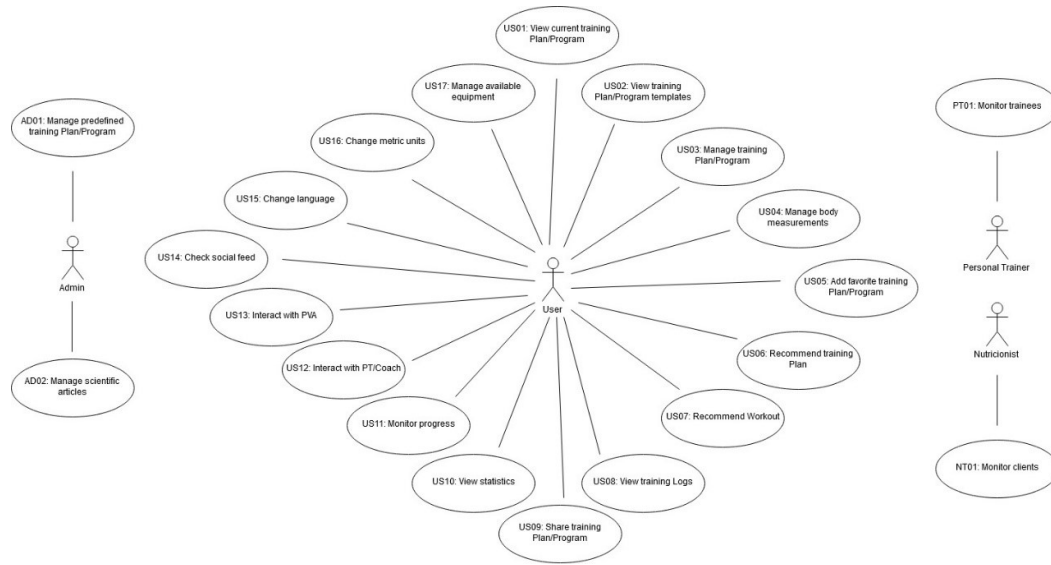 US01: View current training
Plan/Program
US17: Manage available
equipment
US02: View training
Plan/Program templates
AD01: Manage predefined
training Plan/Program
PT01: Monitor trainees
US16: Change metric units
US03: Manage training
Plan/Program
US15: Change language
US04: Manage body
measurements
US14: Check social feed
Admin
User
Personal Trainer
US05: Add favorite training
Plan/Program
US13: Interact with PVA
Nutricionist
US12: Interact with PT/Coach
US06: Recommend training
Plan
AD02: Manage scientific
articles
US11: Monitor progress
US07: Recommend Workout
US10: View statistics
US08: View training Logs
NT01: Monitor clients
US09: Share training
Plan/Program